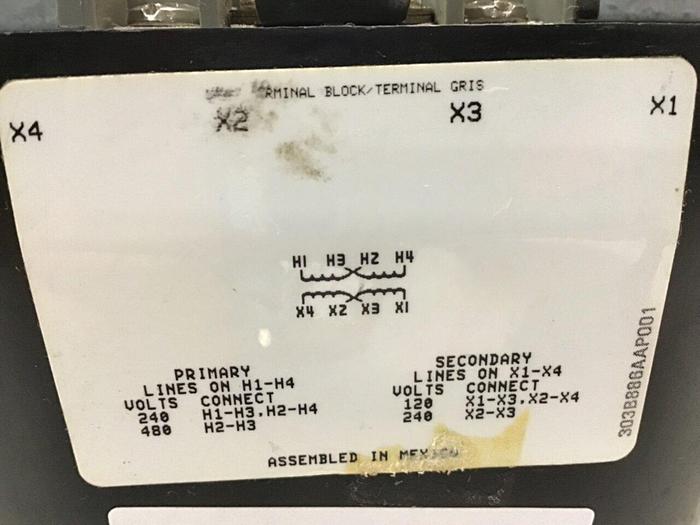 RMINAL BLOCK/TERMINAL GRIS
X4 X2 X3 X1
H1 H3 H2 H4
X4 X2 X3 X1
PRIMARY
LINES ON H1-H4
VOLTS CONNECT
240 H1-H3,H2-H4
480 H2-H3
SECONDARY
LINES ON X1-X4
VOLTS CONNECT
120 X1-X3,X2-X4
240 X2-X3
ASSEMBLED IN MEXICO
303B886AAP001